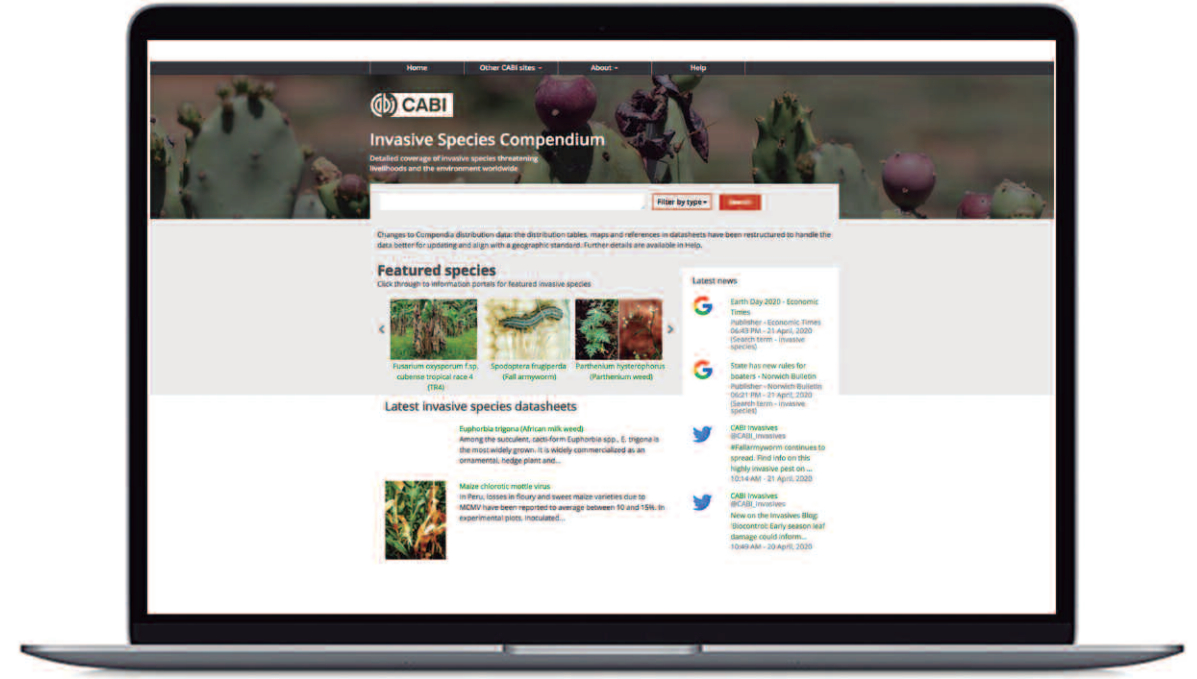 Home
Other CABI sites
About
Help
CABI
Invasive Species Compendium
Detailed coverage of invasive species threatening
livelihoods and the environment worldwide
Filter by type
Search
Changes to Compendia distribution data: the distribution tables, maps and references in datasheets have been restructured to handle the
data better for updating and align with a geographic standard. Further details are available in Help.
Featured species
Click through to information portals for featured invasive species
Fusarium oxysporum f.sp.
cubense tropical race 4
(TR4)
Spodoptera frugiperda
(Fall armyworm)
Parthenium hysterophorus
(Parthenium weed)
Latest invasive species datasheets
Euphorbia trigona (African milk weed)
Among the succulent, cacti-form Euphorbia spp., E. trigona is
the most widely grown. It is widely commercialized as an
ornamental, hedge plant and...
Maize chlorotic mottle virus
In Peru, losses in floury and sweet maize varieties due to
MCMV have been reported to average between 10 and 15%. In
experimental plots, inoculated...
Latest news
Earth Day 2020 - Economic
Times
Publisher - Economic Times
06:43 PM - 21 April, 2020
(Search term - invasive
species)
State has new rules for
boaters - Norwich Bulletin
Publisher - Norwich Bulletin
06:21 PM - 21 April, 2020
(Search term - invasive
species)
CABI Invasives
@CABI_Invasives
#Fallarmyworm continues to
spread. Find info on this
highly invasive pest on ...
10:14 AM - 21 April, 2020
CABI Invasives
@CABI_Invasives
New on the Invasives Blog:
'Biocontrol: Early season leaf
damage could inform...
10:49 AM - 20 April, 2020